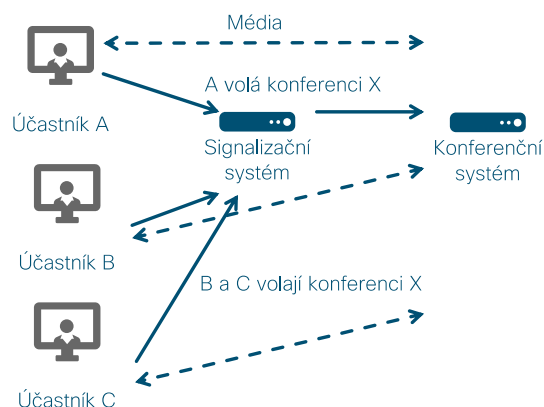 Média
A volá konferenci X
Účastník A
Signalizační
systém
Konferenční
systém
Účastník B
B a C volají konferenci X
Účastník C